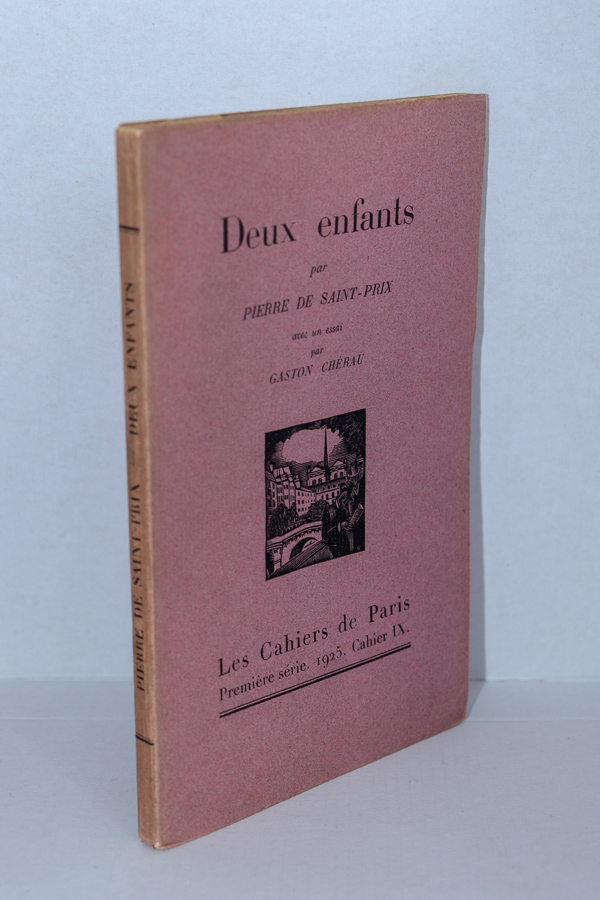 Deux enfants
par
PIERRE DE SAINT-PRIX
avec un essai
par
GASTON CHÉRAU
Les Cahiers de Paris
Première série. 1925. Cahier IX.
PIERRE DE SAINT-PRIX — DEUX ENFANTS